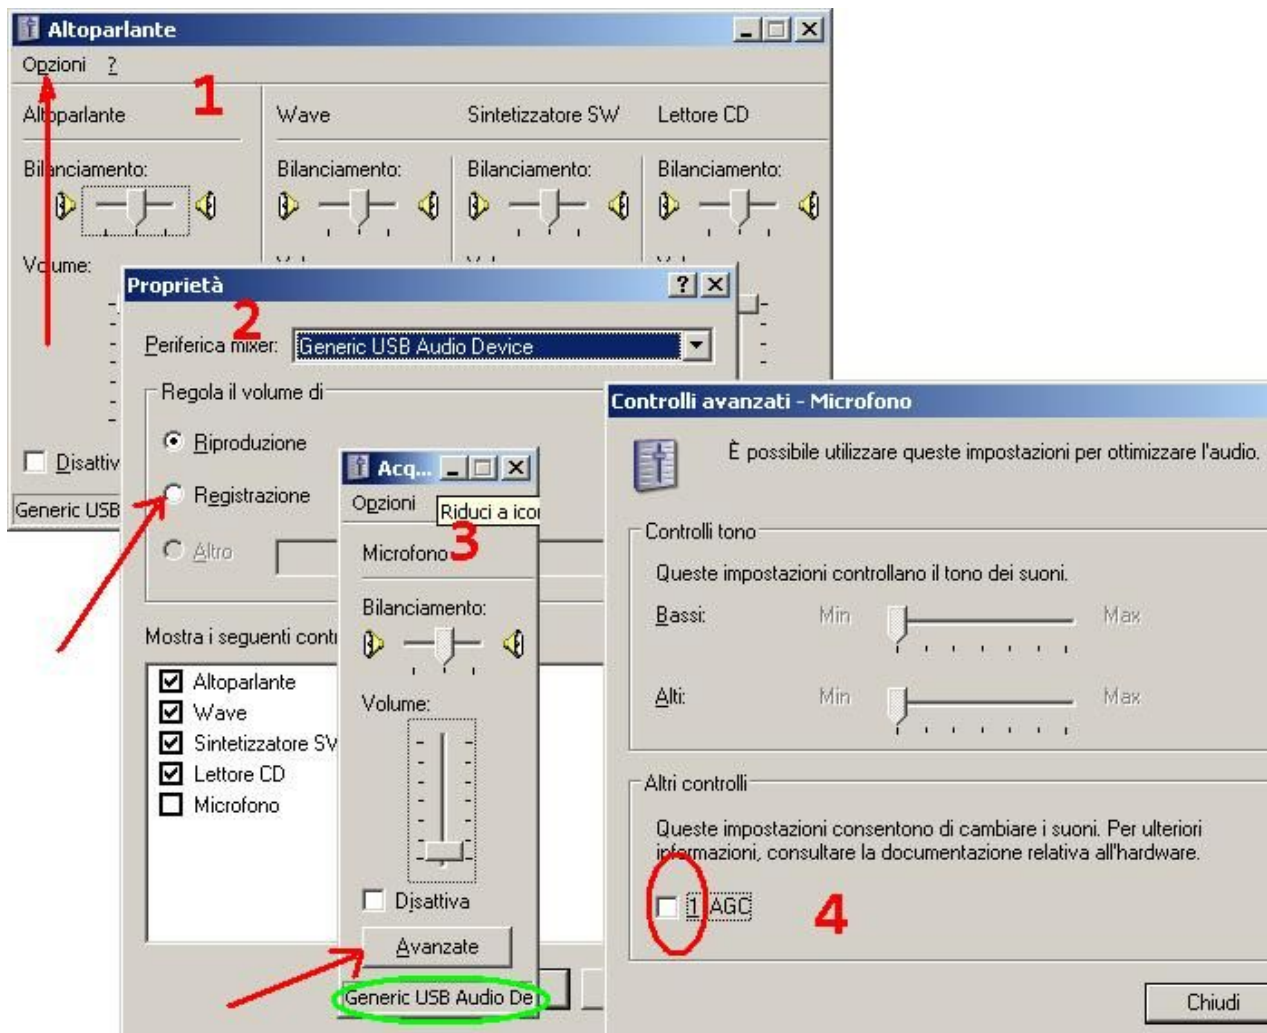 Altoparlante
Opzioni ?
1
Altoparlante Wave Sintetizzatore SW Lettore CD
Bilanciamento: Bilanciamento: Bilanciamento: Bilanciamento:
Volume:
Disattiv
Generic USB
Proprietà
2
Periferica mixer: Generic USB Audio Device
Regola il volume di
Riproduzione
Registrazione
Altro
Mostra i seguenti cont
Altoparlante
Wave
Sintetizzatore SV
Lettore CD
Microfono
Acq...
Opzioni
Riduci a ico
3
Microfono
Bilanciamento:
Volume:
Disattiva
Avanzate
Generic USB Audio De
Controlli avanzati - Microfono
È possibile utilizzare queste impostazioni per ottimizzare l'audio.
Controlli tono
Queste impostazioni controllano il tono dei suoni.
Bassi: Min Max
Alti: Min Max
Altri controlli
Queste impostazioni consentono di cambiare i suoni. Per ulteriori
informazioni, consultare la documentazione relativa all'hardware.
1 AGC
4
Chiudi